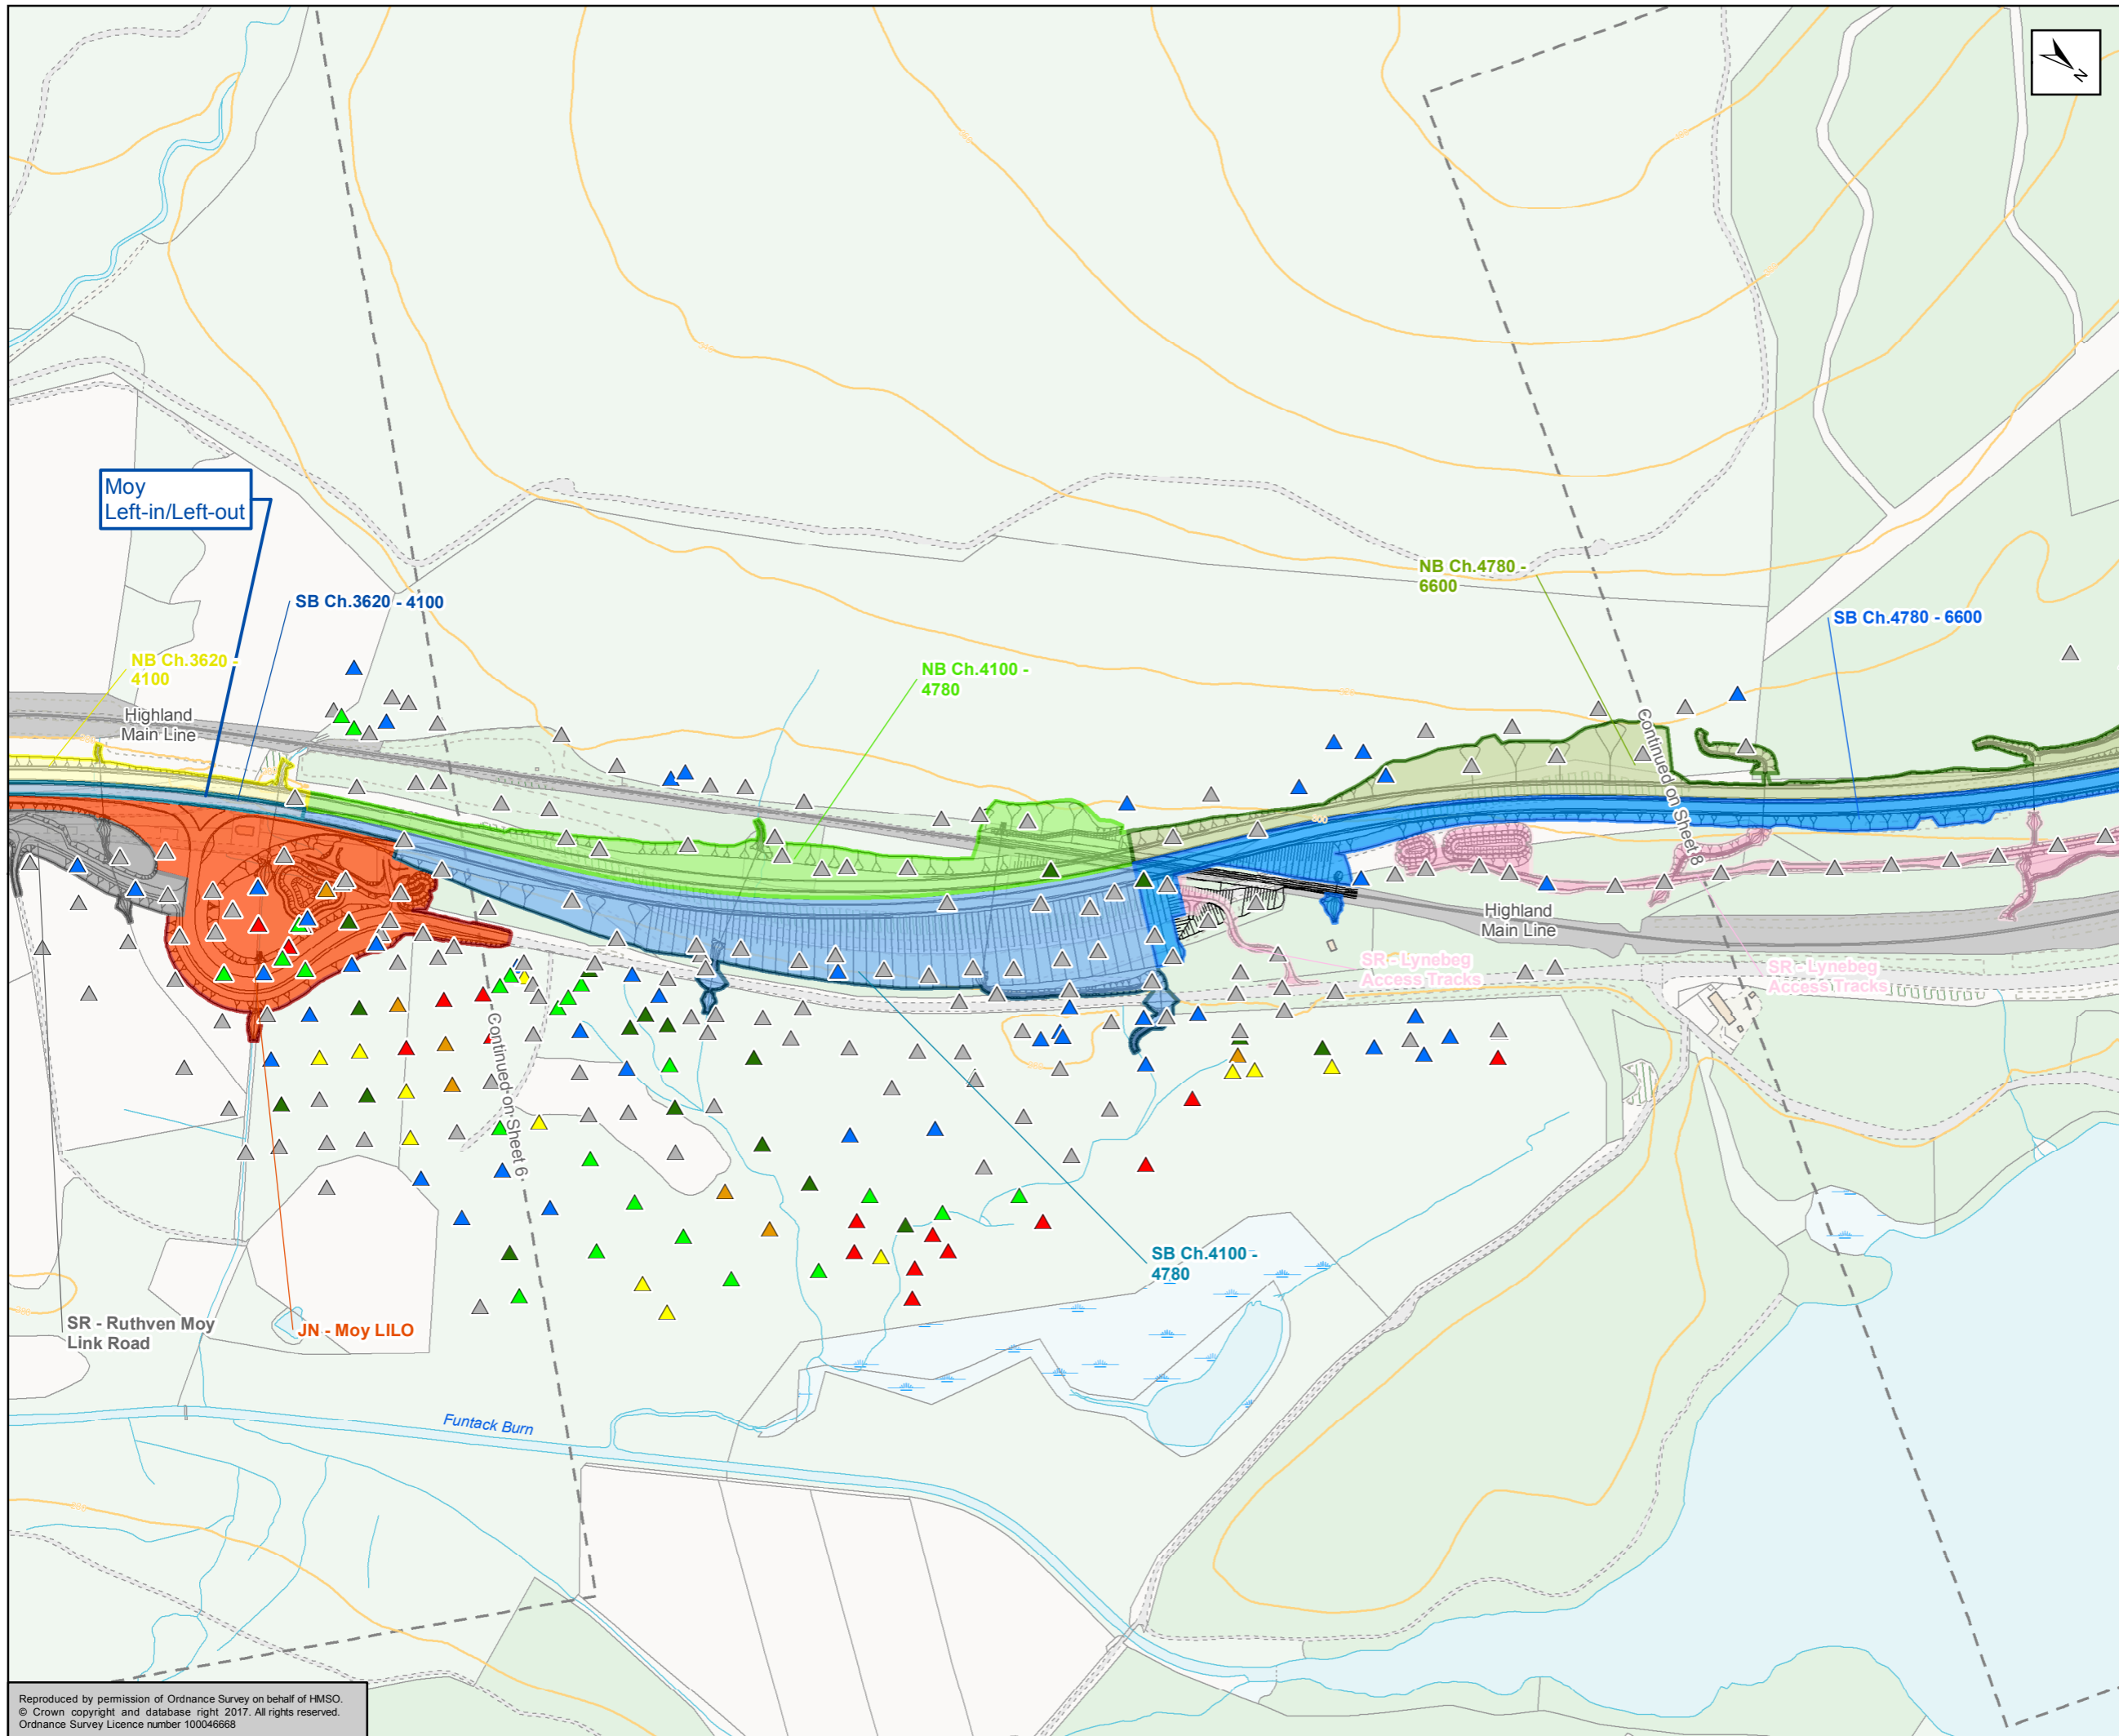 N
Moy
Left-in/Left-out
NB Ch.4780 -
6600
SB Ch.3620 - 4100
SB Ch.4780 - 6600
NB Ch.3620 -
4100
NB Ch.4100 -
4780
Highland
Main Line
Continued on Sheet 8
Highland
Main Line
SR - Lynebeg
Access Tracks
SR - Lynebeg
Access Tracks
Continued on Sheet 6
SB Ch.4100 -
4780
SR - Ruthven Moy
Link Road
JN - Moy LILO
Funtack Burn
Reproduced by permission of Ordnance Survey on behalf of HMSO.
© Crown copyright and database right 2017. All rights reserved.
Ordnance Survey Licence number 100046668